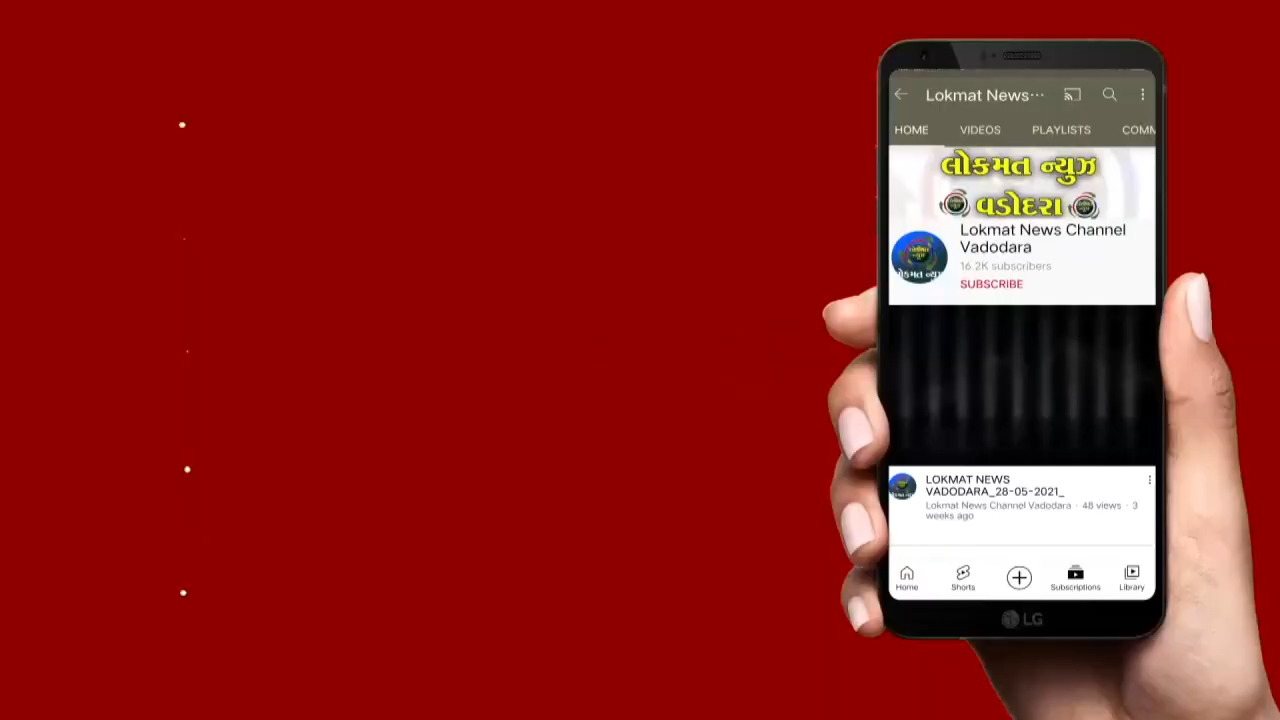 Lokmat News...
HOME VIDEOS PLAYLISTS COMM
લોકમત ન્યુઝ
વડોદરા
Lokmat News Channel
Vadodara
16.2K subscribers
SUBSCRIBE
લોકમત ન્યુઝ
LOKMAT NEWS
VADODARA_28-05-2021_
Lokmat News Channel Vadodara · 48 views · 3
weeks ago
Home Shorts Subscriptions Library
LG